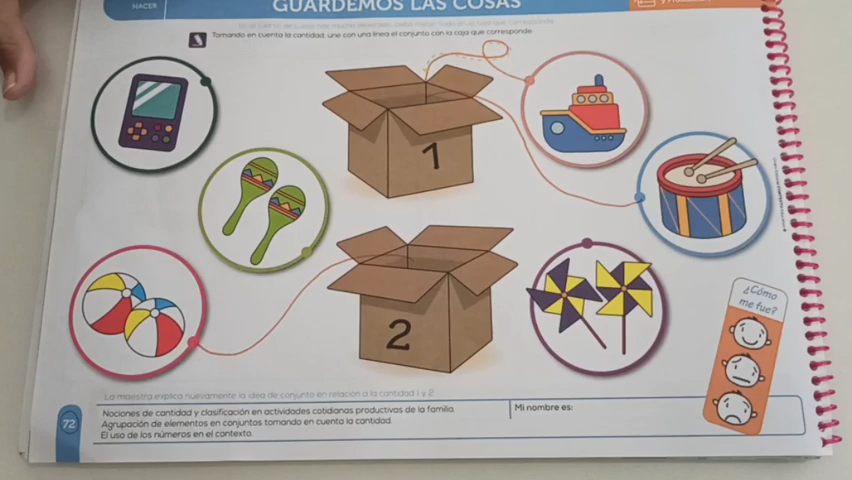 HACER
GUARDEMOS LAS COSAS
Tomando en cuenta la cantidad, une con una línea el conjunto con la caja que corresponde.
1
2
¿Cómo
me fue?
La maestra explica nuevamente la idea de conjunto en relación a la cantidad 1 y 2
72
Nociones de cantidad y clasificación en actividades cotidianas productivas de la familia.
Agrupación de elementos en conjuntos tomando en cuenta la cantidad.
El uso de los números en el contexto.
Mi nombre es: